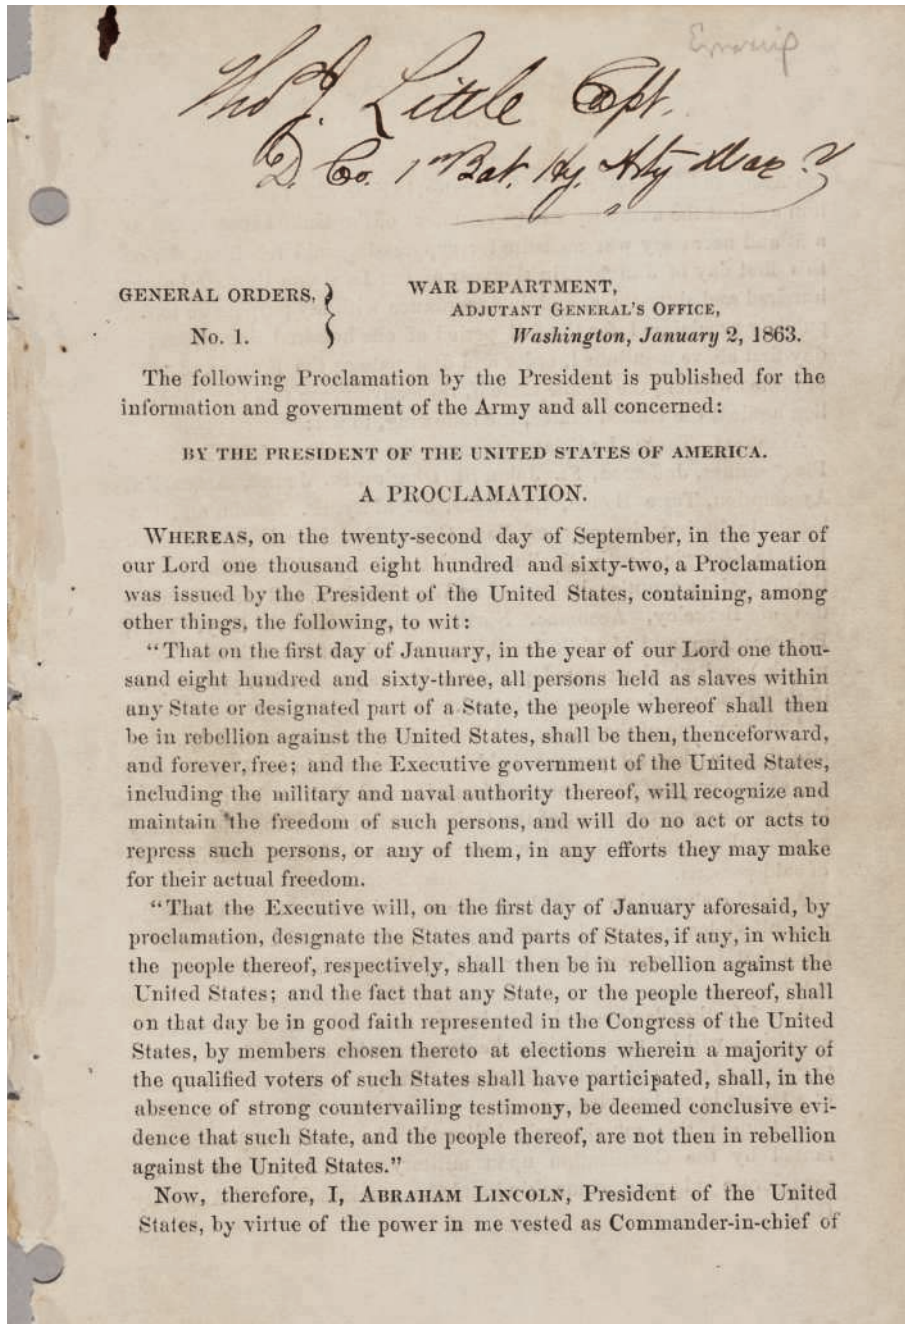 Emancip
Thos J. Little Capt.
D. Co. 1st Bat. Hy. Arty
GENERAL ORDERS,
No. 1.
WAR DEPARTMENT,
ADJUTANT GENERAL'S OFFICE,
Washington, January 2, 1863.
The following Proclamation by the President is published for the
information and government of the Army and all concerned:
BY THE PRESIDENT OF THE UNITED STATES OF AMERICA.
A PROCLAMATION.
WHEREAS, on the twenty-second day of September, in the year of
our Lord one thousand eight hundred and sixty-two, a Proclamation
was issued by the President of the United States, containing, among
other things, the following, to wit:
"That on the first day of January, in the year of our Lord one thou-
sand eight hundred and sixty-three, all persons held as slaves within
any State or designated part of a State, the people whereof shall then
be in rebellion against the United States, shall be then, thenceforward,
and forever, free; and the Executive government of the United States,
including the military and naval authority thereof, will recognize and
maintain the freedom of such persons, and will do no act or acts to
repress such persons, or any of them, in any efforts they may make
for their actual freedom.
"That the Executive will, on the first day of January aforesaid, by
proclamation, designate the States and parts of States, if any, in which
the people thereof, respectively, shall then be in rebellion against the
United States; and the fact that any State, or the people thereof, shall
on that day be in good faith represented in the Congress of the United
States, by members chosen thereto at elections wherein a majority of
the qualified voters of such States shall have participated, shall, in the
absence of strong countervailing testimony, be deemed conclusive evi-
dence that such State, and the people thereof, are not then in rebellion
against the United States."
Now, therefore, I, ABRAHAM LINCOLN, President of the United
States, by virtue of the power in me vested as Commander-in-chief of